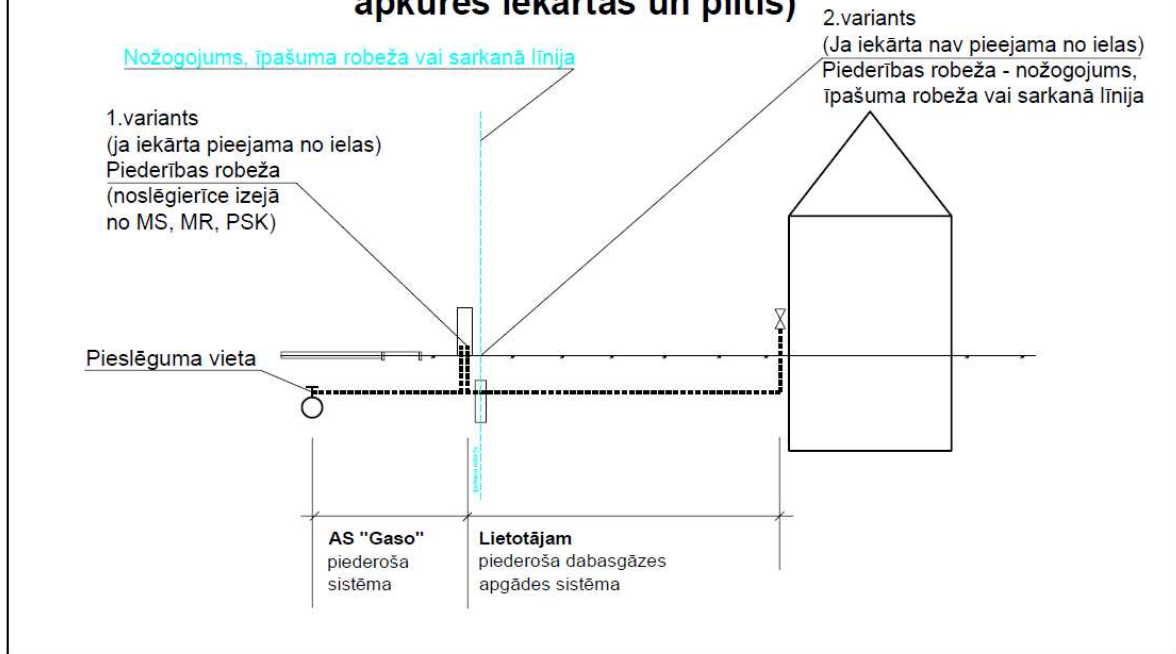 apkures iekārtas un plītis)
2.variants
(Ja iekārta nav pieejama no ielas)
Piederības robeža - nožogojums,
īpašuma robeža vai sarkanā līnija
Nožogojums, īpašuma robeža vai sarkanā līnija
1.variants
(ja iekārta pieejama no ielas)
Piederības robeža
(noslēgierīce izejā
no MS, MR, PSK)
Pieslēguma vieta
AS "Gaso"
piederoša
sistēma
Lietotājam
piederoša dabasgāzes
apgādes sistēma